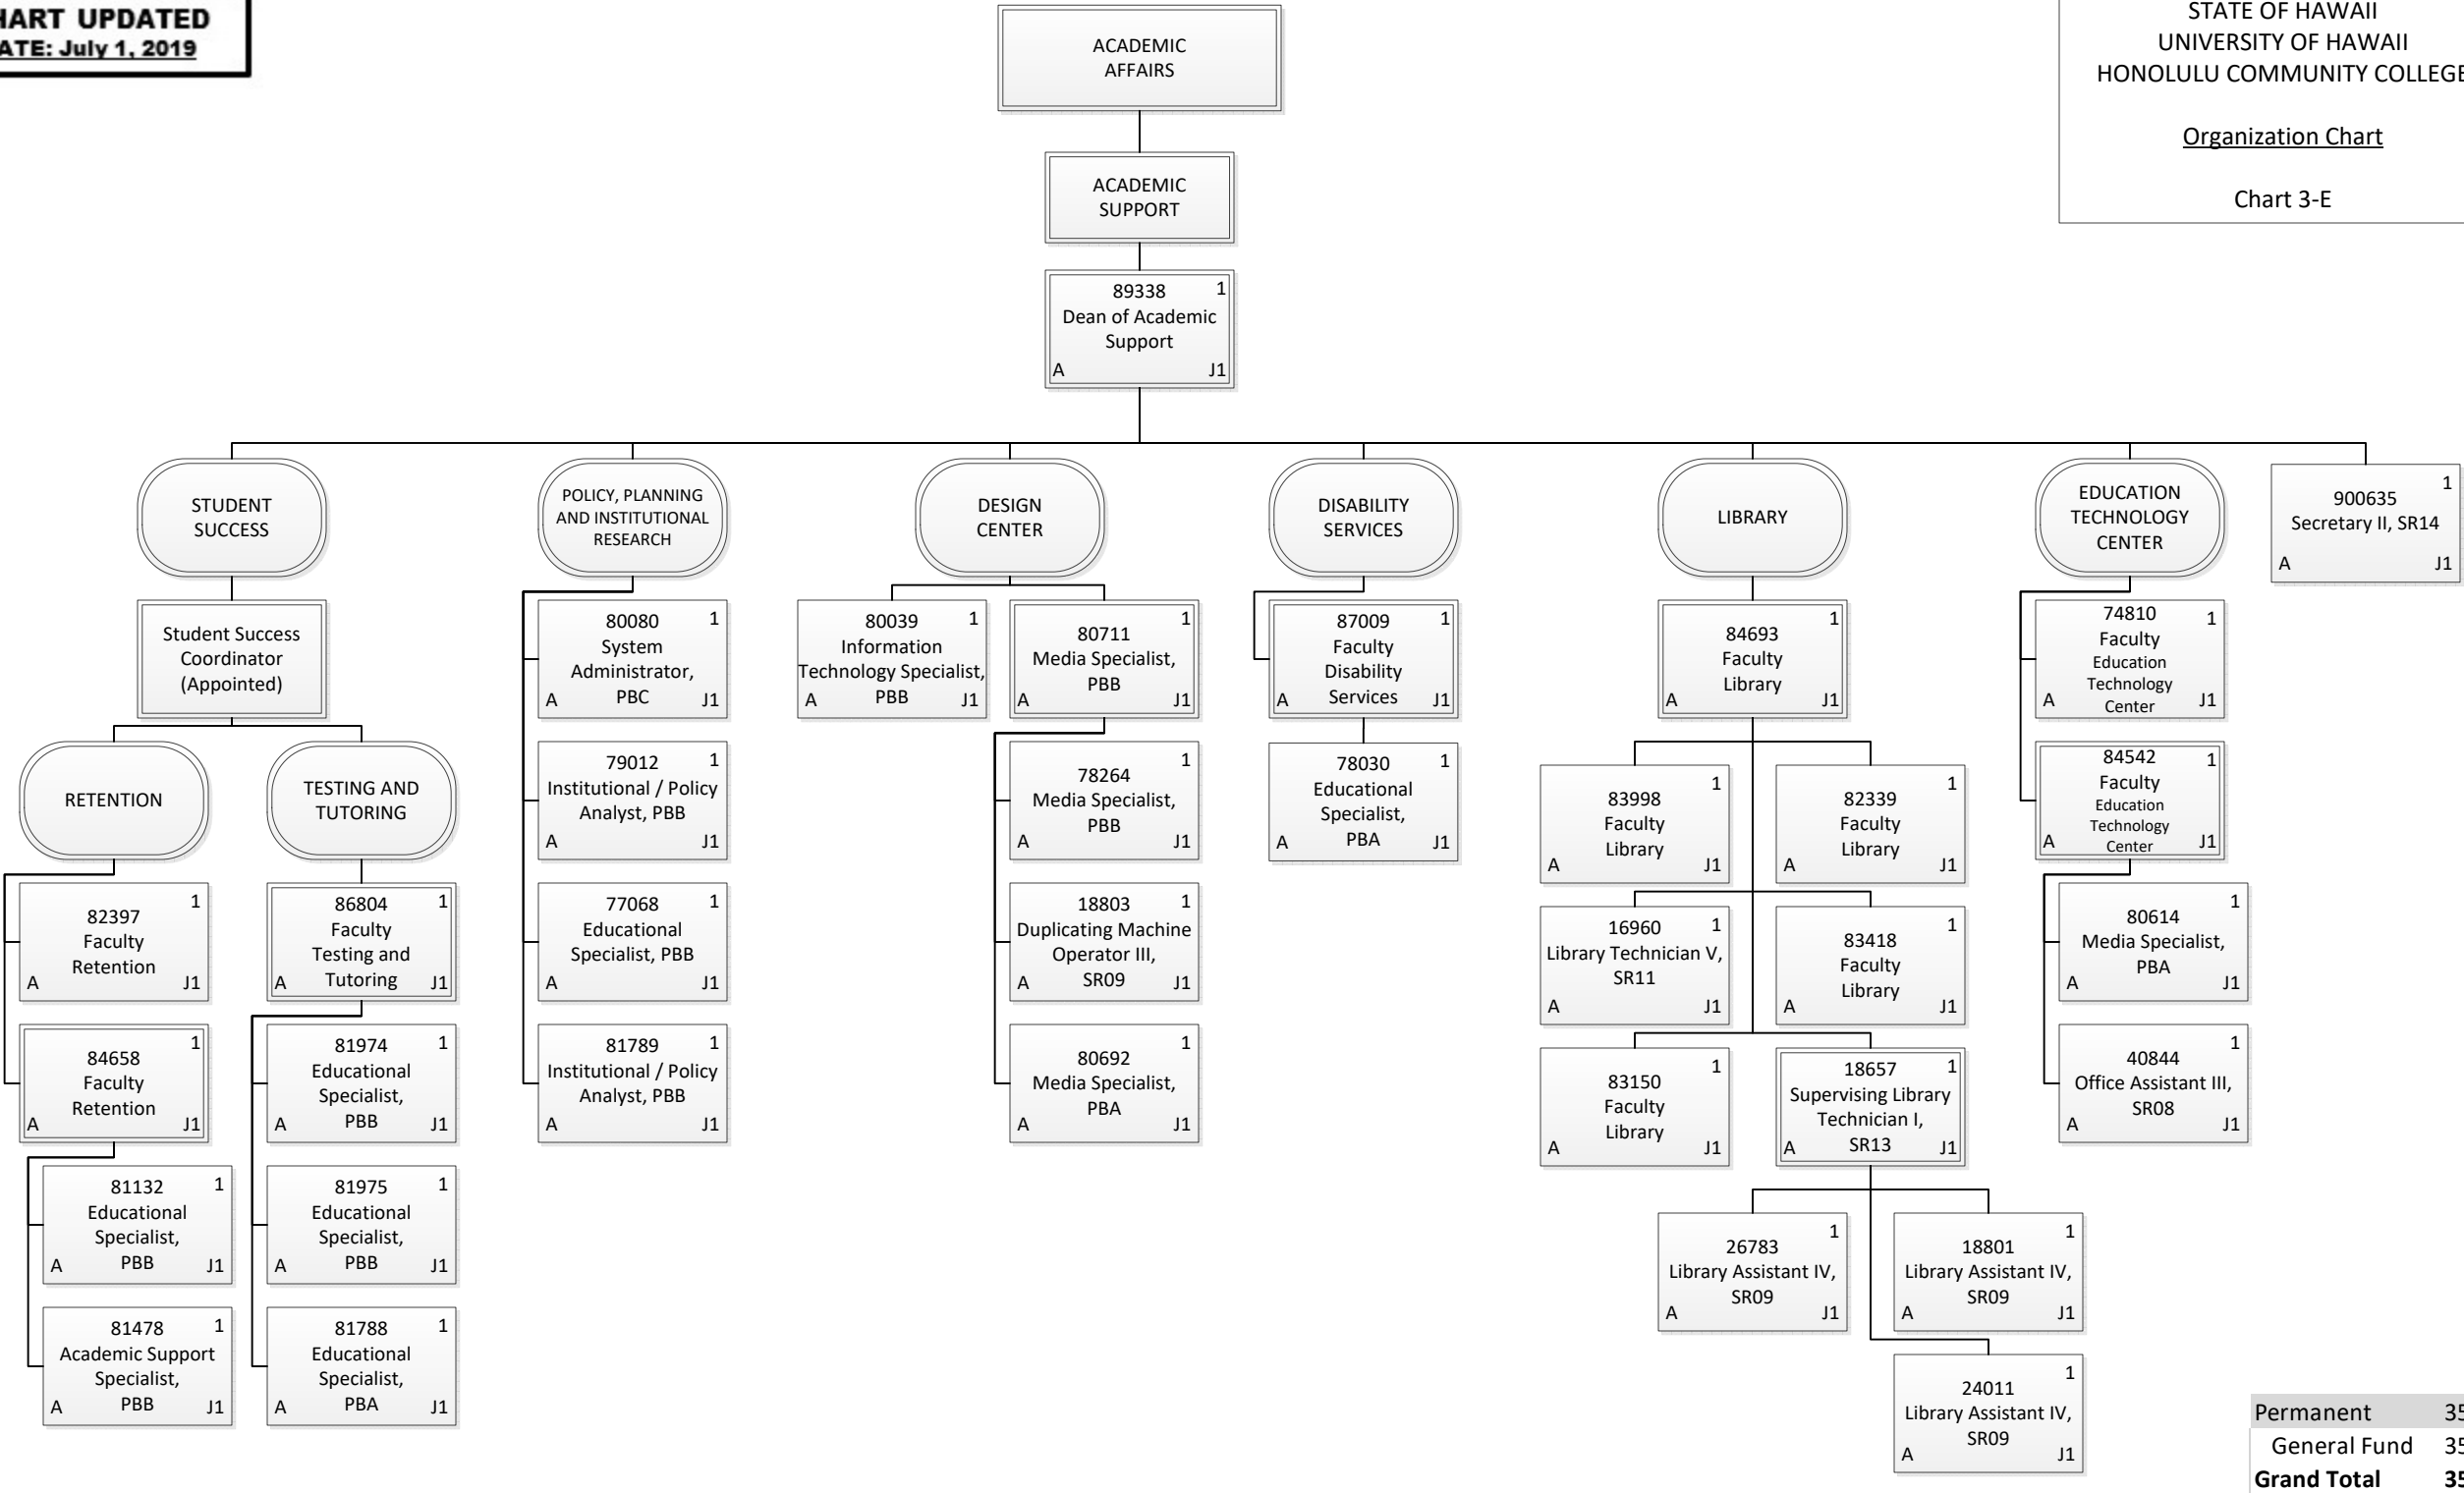 HART UPDATED
ATE: July 1, 2019
STATE OF HAWAII
UNIVERSITY OF HAWAII
HONOLULU COMMUNITY COLLEGE
Organization Chart
Chart 3-E
ACADEMIC
AFFAIRS
ACADEMIC
SUPPORT
89338 1
Dean of Academic
Support
A J1
STUDENT
SUCCESS
Student Success
Coordinator
(Appointed)
RETENTION
82397 1
Faculty
Retention
A J1
84658 1
Faculty
Retention
A J1
81132 1
Educational
Specialist,
A PBB J1
81478 1
Academic Support
Specialist,
A PBB J1
TESTING AND
TUTORING
86804 1
Faculty
Testing and
A Tutoring J1
81974 1
Educational
Specialist,
A PBB J1
81975 1
Educational
Specialist,
A PBB J1
81788 1
Educational
Specialist,
A PBA J1
POLICY, PLANNING
AND INSTITUTIONAL
RESEARCH
80080 1
System
Administrator,
A PBC J1
79012 1
Institutional / Policy
Analyst, PBB
A J1
77068 1
Educational
Specialist, PBB
A J1
81789 1
Institutional / Policy
Analyst, PBB
A J1
DESIGN
CENTER
80039 1
Information
Technology Specialist,
A PBB J1
80711 1
Media Specialist,
PBB
A J1
78264 1
Media Specialist,
PBB
A J1
18803 1
Duplicating Machine
Operator III,
A SR09 J1
80692 1
Media Specialist,
PBA
A J1
DISABILITY
SERVICES
87009 1
Faculty
Disability
A Services J1
78030 1
Educational
Specialist,
A PBA J1
LIBRARY
84693 1
Faculty
Library
A J1
83998 1
Faculty
Library
A J1
82339 1
Faculty
Library
A J1
16960 1
Library Technician V,
SR11
A J1
83418 1
Faculty
Library
A J1
83150 1
Faculty
Library
A J1
18657 1
Supervising Library
Technician I,
A SR13 J1
26783 1
Library Assistant IV,
SR09
A J1
18801 1
Library Assistant IV,
SR09
A J1
24011 1
Library Assistant IV,
SR09
A J1
EDUCATION
TECHNOLOGY
CENTER
74810 1
Faculty
Education
Technology
A Center J1
84542 1
Faculty
Education
Technology
A Center J1
80614 1
Media Specialist,
PBA
A J1
40844 1
Office Assistant III,
SR08
A J1
900635 1
Secretary II, SR14
A J1
Permanent 35
General Fund 35
Grand Total 35